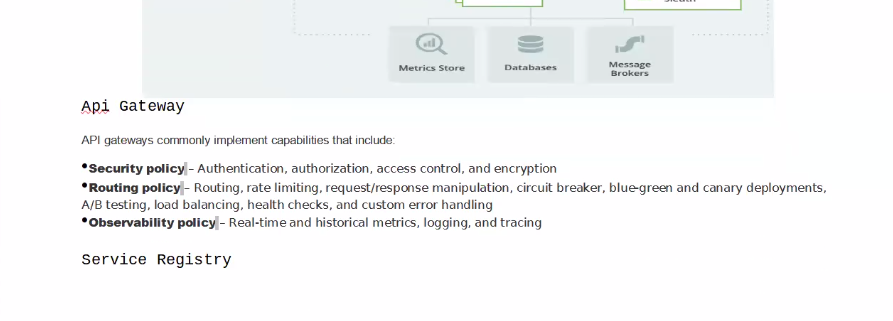 Metrics Store
Databases
Message
Brokers
Api Gateway
API gateways commonly implement capabilities that include:
•Security policy – Authentication, authorization, access control, and encryption
•Routing policy – Routing, rate limiting, request/response manipulation, circuit breaker, blue-green and canary deployments,
A/B testing, load balancing, health checks, and custom error handling
•Observability policy – Real-time and historical metrics, logging, and tracing
Service Registry